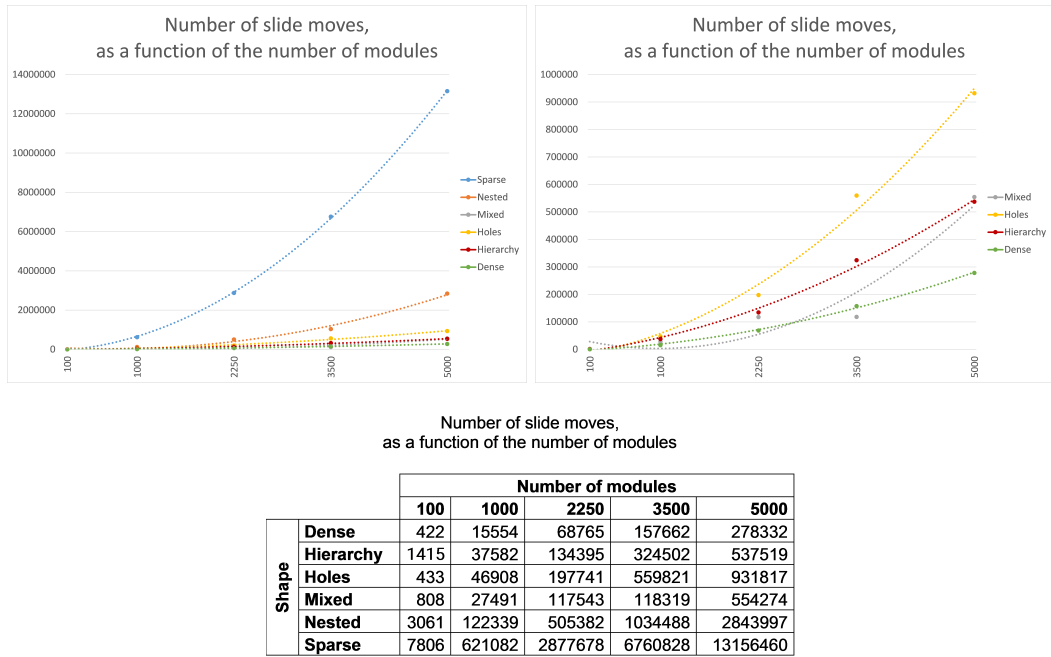 Number of slide moves,
as a function of the number of modules
14000000
12000000
10000000
8000000
6000000
4000000
2000000
0
100
1000
2250
3500
5000
Sparse
Nested
Mixed
Holes
Hierarchy
Dense
Number of slide moves,
as a function of the number of modules
1000000
900000
800000
700000
600000
500000
400000
300000
200000
100000
0
100
1000
2250
3500
5000
Mixed
Holes
Hierarchy
Dense
Number of slide moves,
as a function of the number of modules
Number of modules
100 1000 2250 3500 5000
Shape
Dense 422 15554 68765 157662 278332
Hierarchy 1415 37582 134395 324502 537519
Holes 433 46908 197741 559821 931817
Mixed 808 27491 117543 118319 554274
Nested 3061 122339 505382 1034488 2843997
Sparse 7806 621082 2877678 6760828 13156460